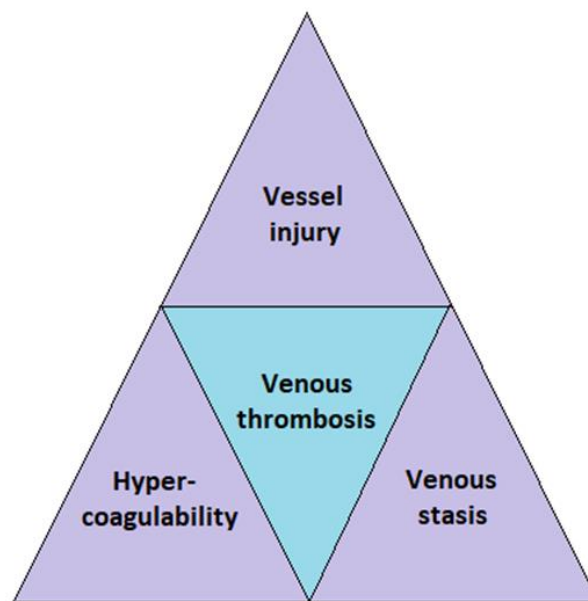 Vessel
injury
Venous
thrombosis
Hyper-
coagulability
Venous
stasis